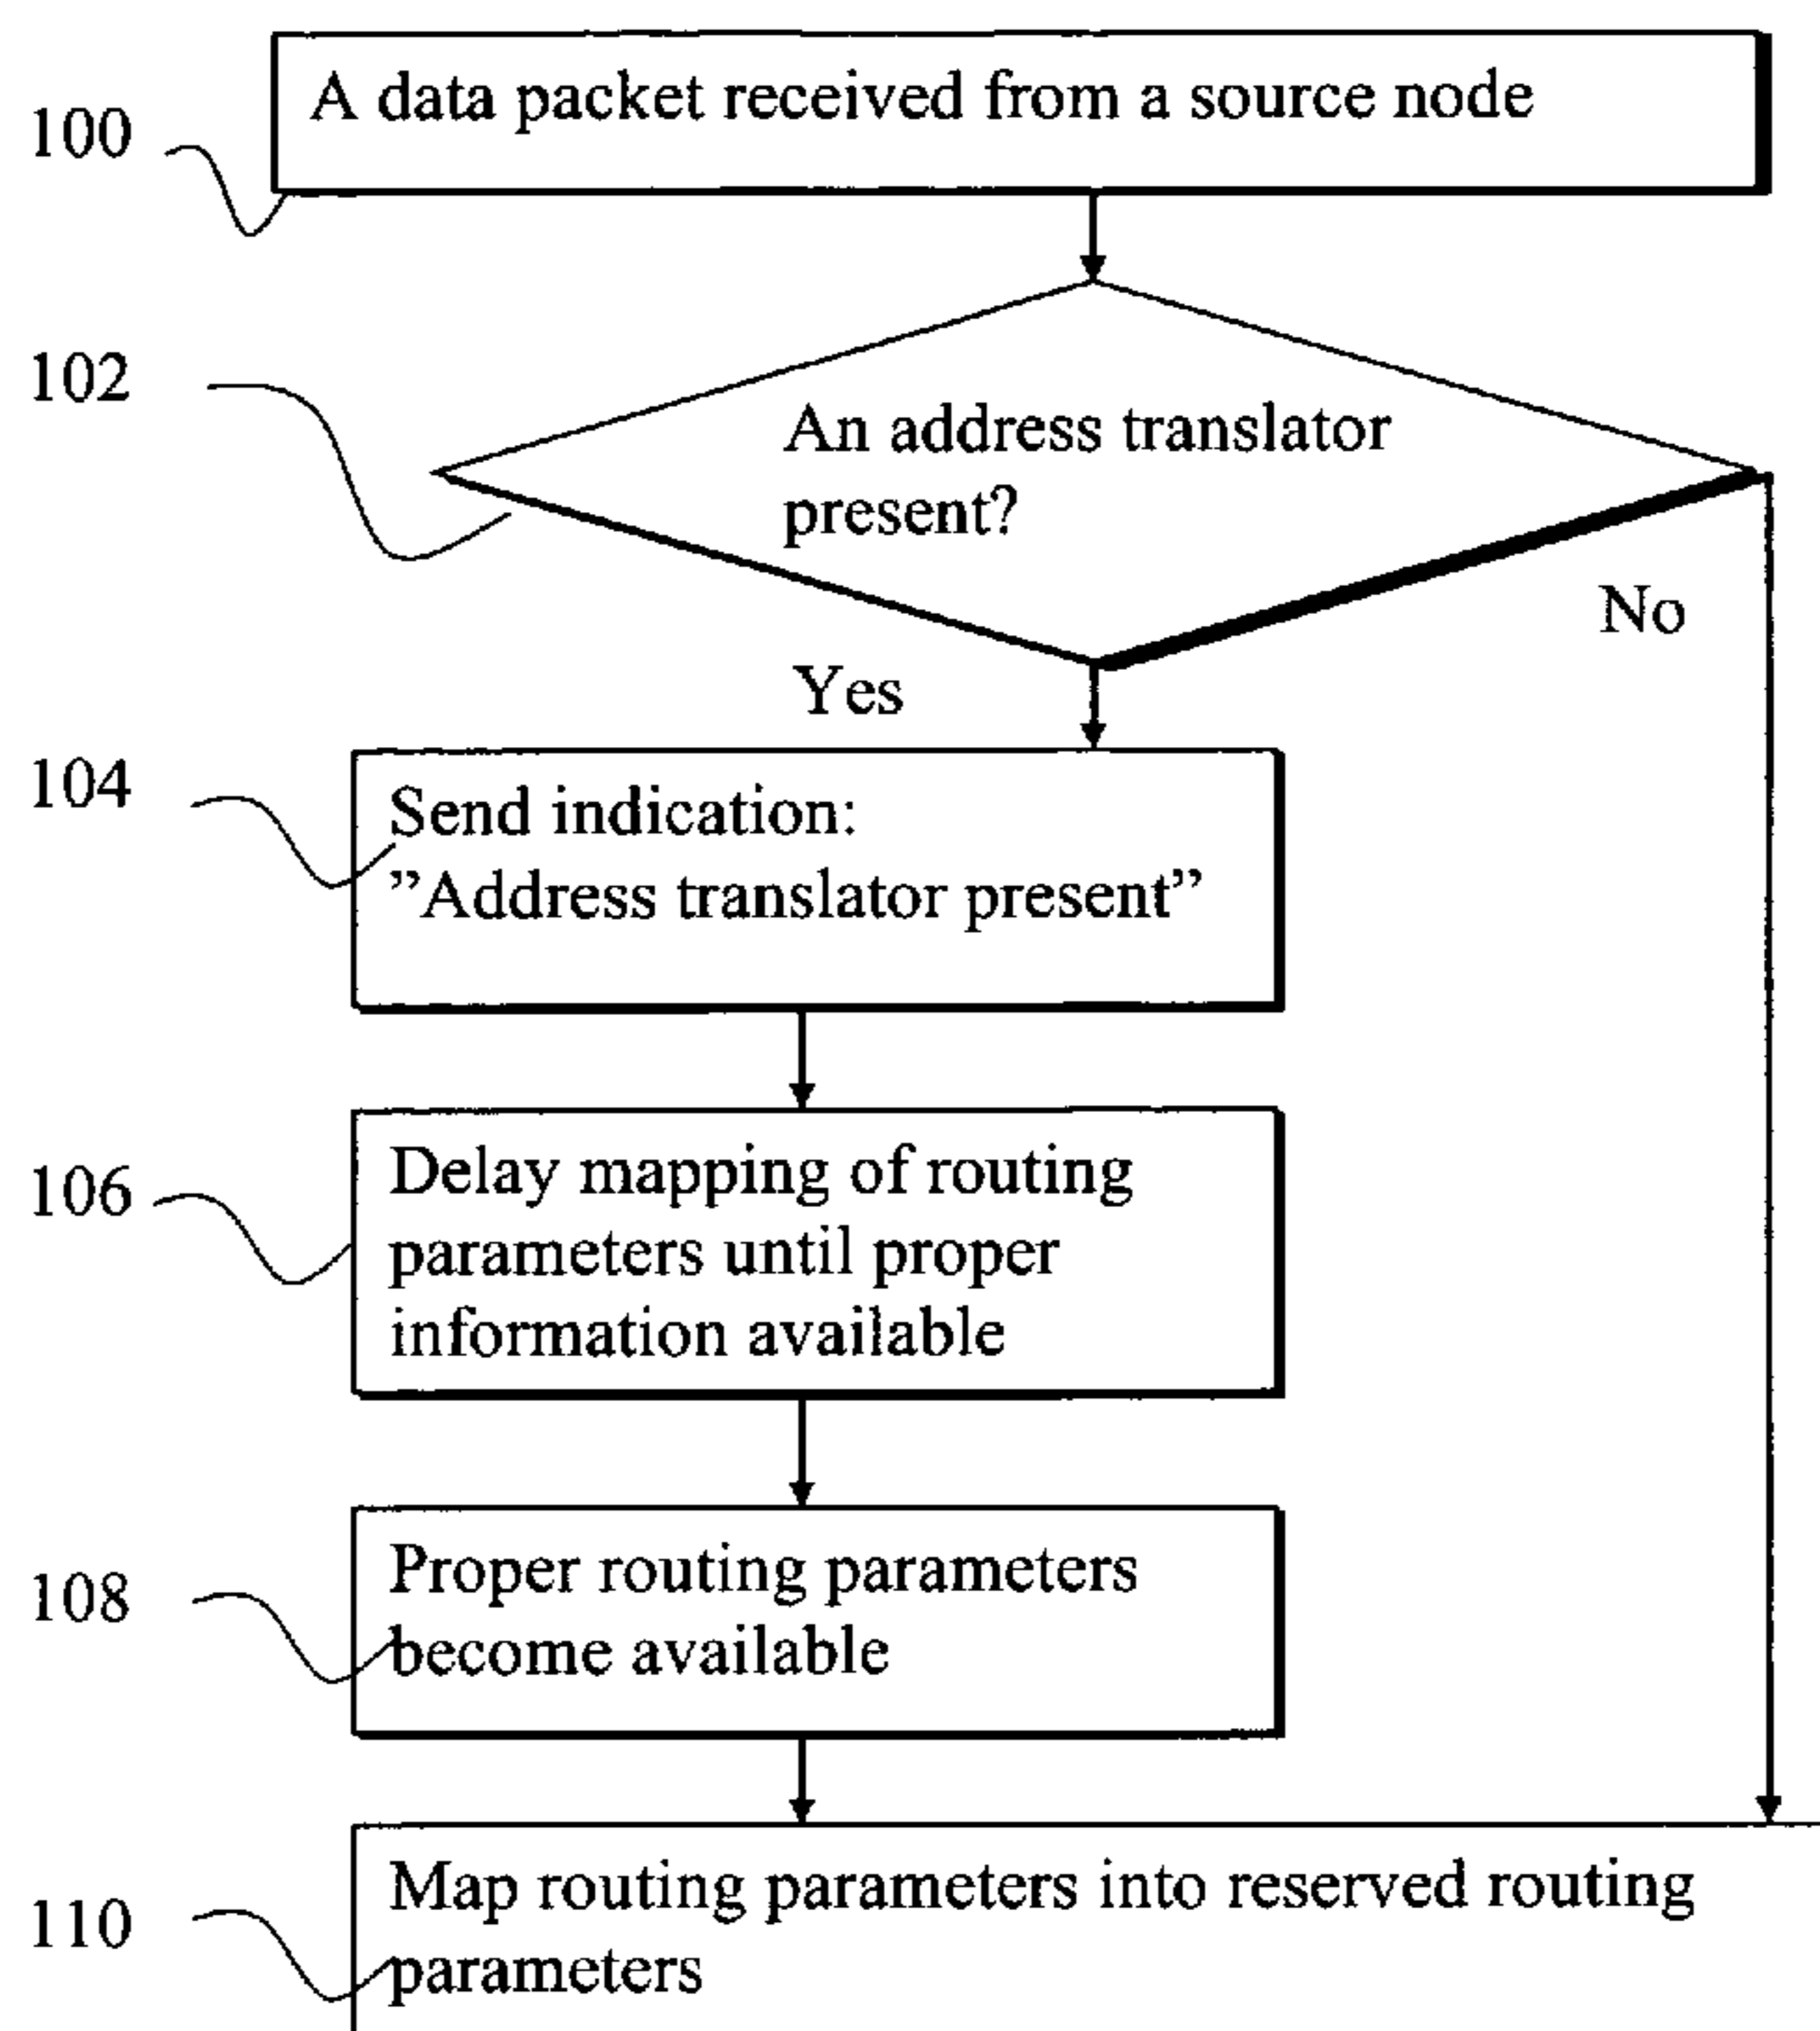 100
A data packet received from a source node
102
An address translator
present?
No
Yes
104
Send indication:
”Address translator present”
106
Delay mapping of routing
parameters until proper
information available
108
Proper routing parameters
become available
110
Map routing parameters into reserved routing
parameters